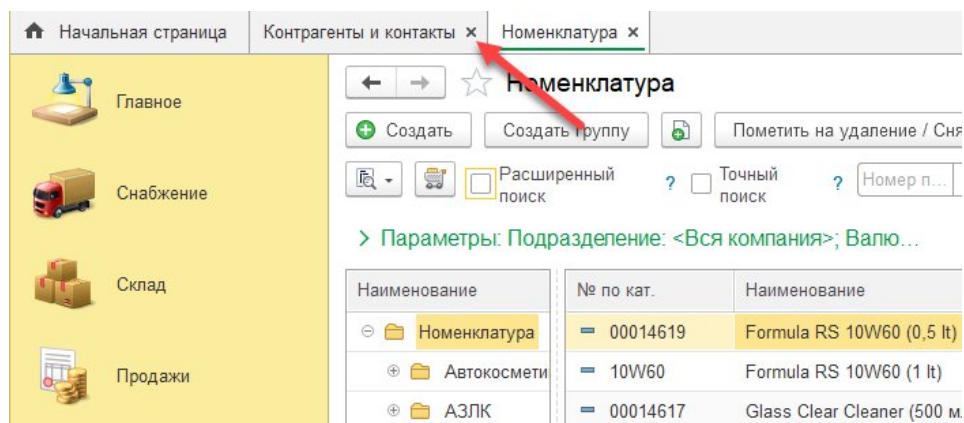 Начальная страница Контрагенты и контакты × Номенклатура ×
Главное
Снабжение
Склад
Продажи
Номенклатура
Создать Создать группу Пометить на удаление / Сня
Расширенный поиск ? Точный поиск ? Номер п...
Параметры: Подразделение: <Вся компания>; Валю...
Наименование № по кат. Наименование
Номенклатура 00014619 Formula RS 10W60 (0,5 lt)
Автокосмети 10W60 Formula RS 10W60 (1 lt)
АЗЛК 00014617 Glass Clear Cleaner (500 м